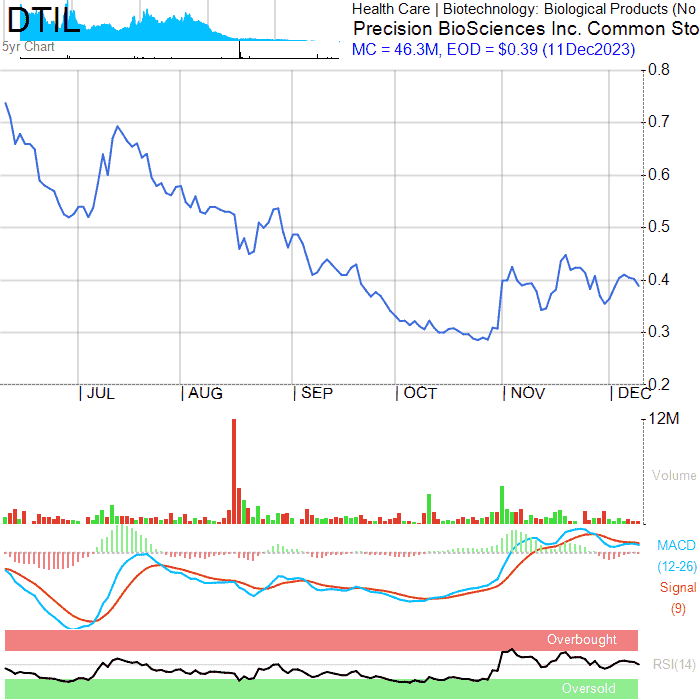 DTIL
5yr Chart
Health Care | Biotechnology: Biological Products (No
Precision BioSciences Inc. Common Sto
MC = 46.3M, EOD = $0.39 (11Dec2023)
0.8
0.7
0.6
0.5
0.4
0.3
0.2
| JUL | AUG | SEP | OCT | NOV | DEC
12M
Volume
MACD
(12-26)
Signal
(9)
Overbought
RSI(14)
Oversold